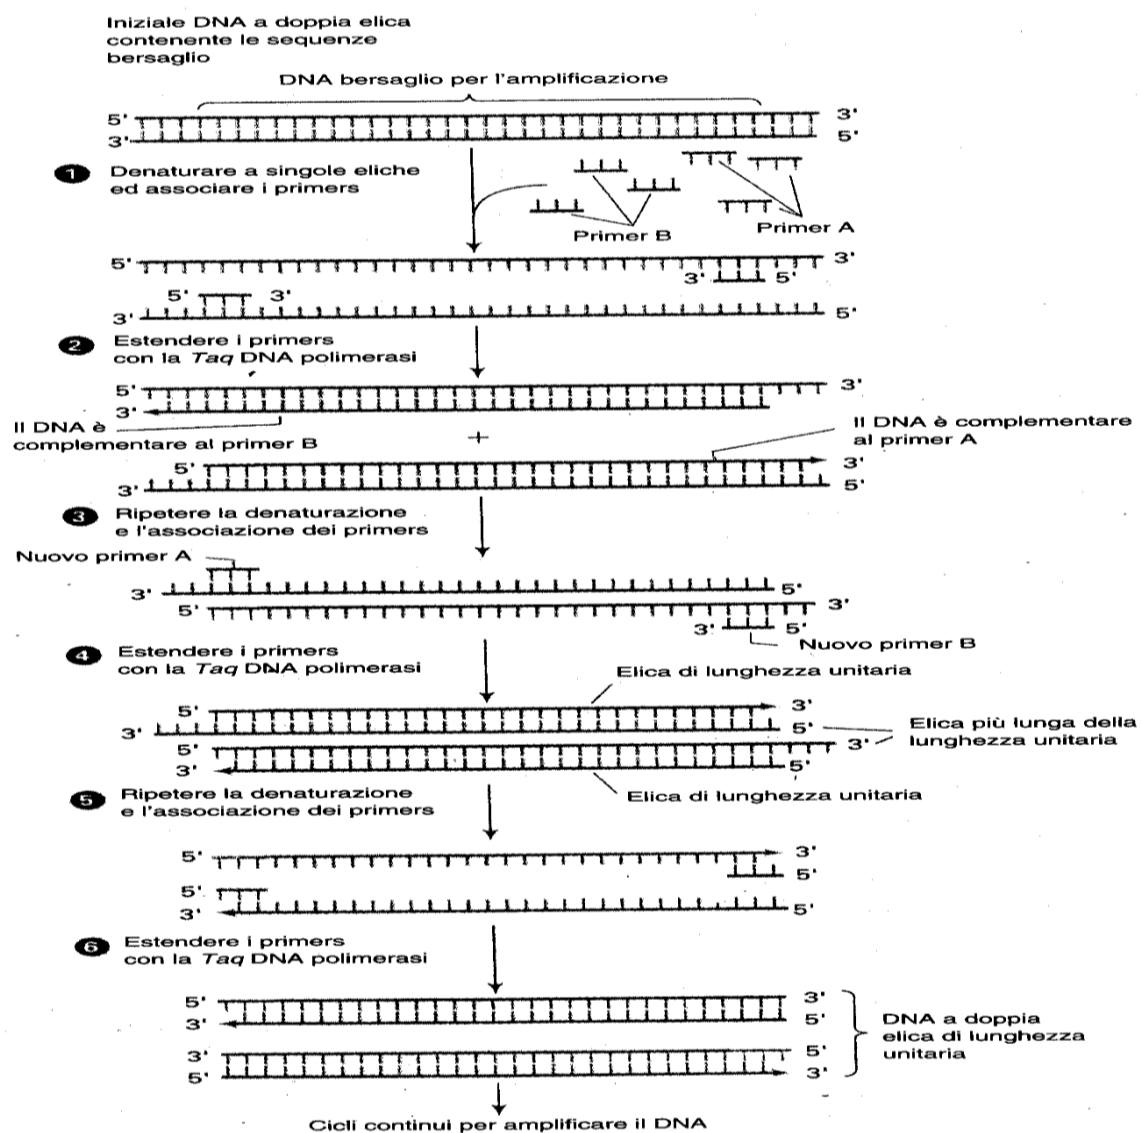 Iniziale DNA a doppia elica
contenente le sequenze
bersaglio
DNA bersaglio per l'amplificazione
5' 3'
3' 5'
1 Denaturare a singole eliche
ed associare i primers
Primer B
Primer A
5' 3'
3' 5'
5' 3'
3' 5'
2 Estendere i primers
con la Taq DNA polimerasi
5' 3'
3'
Il DNA è
complementare al primer B
+
Il DNA è complementare
al primer A
5' 3'
3' 5'
3 Ripetere la denaturazione
e l'associazione dei primers
Nuovo primer A
3' 5'
5' 3'
3' 5'
Nuovo primer B
4 Estendere i primers
con la Taq DNA polimerasi
Elica di lunghezza unitaria
5' 3'
3' 5'
Elica più lunga della
lunghezza unitaria
5' 3'
3' 5'
Elica di lunghezza unitaria
5 Ripetere la denaturazione
e l'associazione dei primers
5' 3'
5'
5'
3' 5'
6 Estendere i primers
con la Taq DNA polimerasi
5' 3'
3' 5'
DNA a doppia
elica di lunghezza
unitaria
3' 5'
5' 3'
Cicli continui per amplificare il DNA